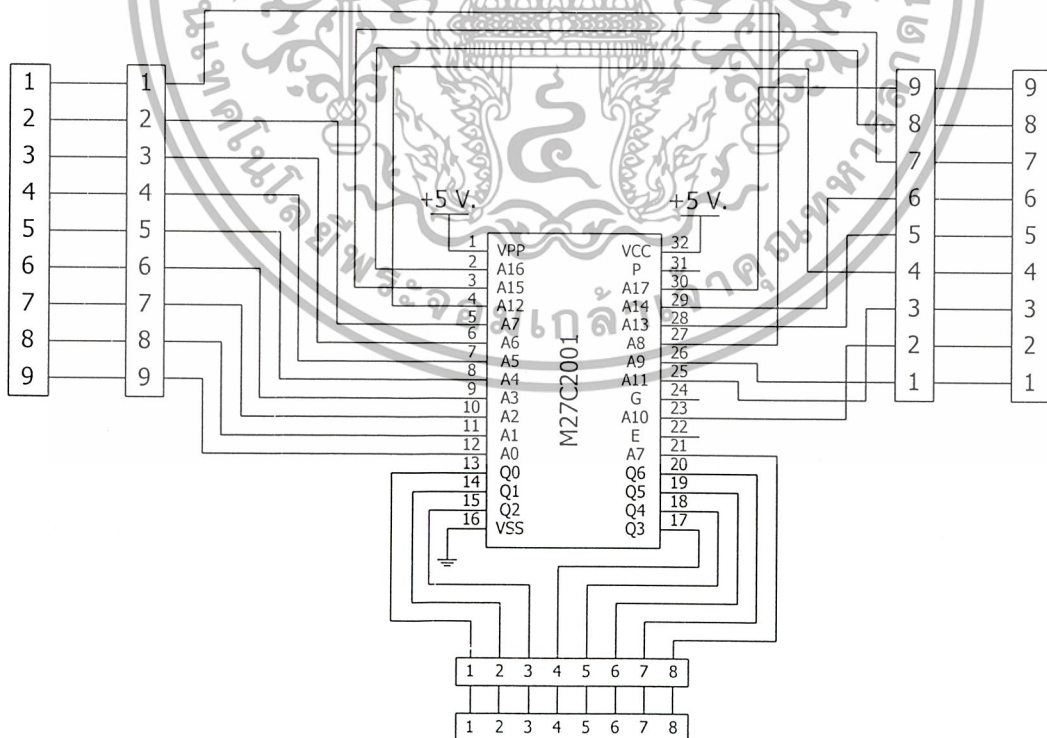 1 1 9 9
2 2 8 8
3 3 7 7
4 4 6 6
5 5 5 5
6 6 4 4
7 7 3 3
8 8 2 2
9 9 1 1
+5 V. +5 V.
1 VPP VCC 32
2 A16 P 31
3 A15 A17 30
4 A12 A14 29
5 A7 A13 28
6 A6 A8 27
7 A5 A9 26
8 A4 A11 25
9 A3 G 24
10 A2 A10 23
11 A1 E 22
12 A0 A7 21
13 Q0 Q6 20
14 Q1 Q5 19
15 Q2 Q4 18
16 VSS Q3 17
M27C2001
1 2 3 4 5 6 7 8
1 2 3 4 5 6 7 8